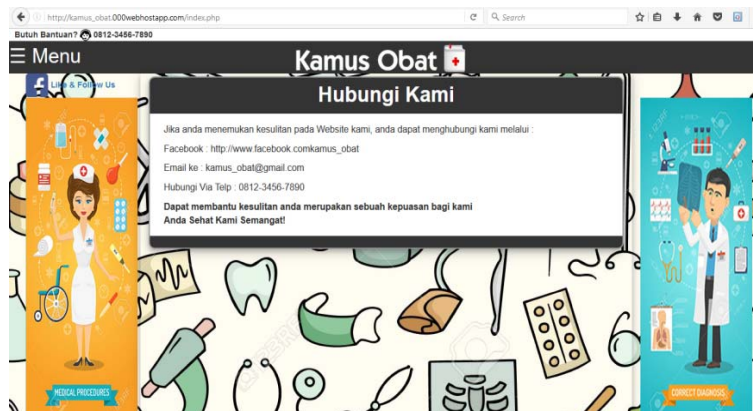 http://kamus_obat.000webhostapp.com/index.php
Search
Butuh Bantuan? 0812-3456-7890
☰ Menu
Kamus Obat
Like & Follow Us
Hubungi Kami
Jika anda menemukan kesulitan pada Website kami, anda dapat menghubungi kami melalui :
Facebook : http://www.facebook.comkamus_obat
Email ke : kamus_obat@gmail.com
Hubungi Via Telp : 0812-3456-7890
Dapat membantu kesulitan anda merupakan sebuah kepuasan bagi kami
Anda Sehat Kami Semangat!
MEDICAL PROCEDURES
CORRECT DIAGNOSIS